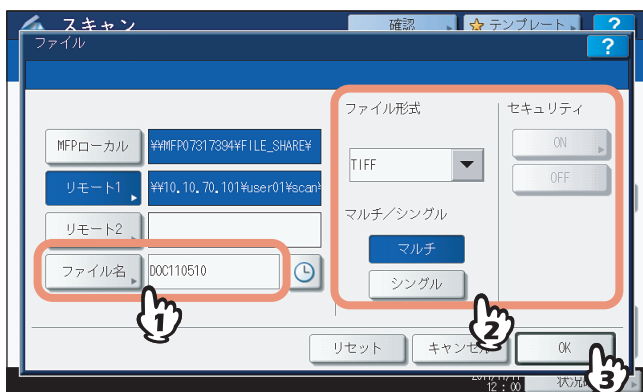 スキャン 確認 テンプレート ?
ファイル ?
ファイル形式 セキュリティ
MFPローカル ¥¥MFP07317394¥FILE_SHARE¥ ON
TIFF
リモート1 ¥¥10.10.70.101¥user01¥scan¥ OFF
マルチ／シングル
リモート2
マルチ
ファイル名 DOC110510
シングル
1
2
リセット キャンセル OK
3
12:00